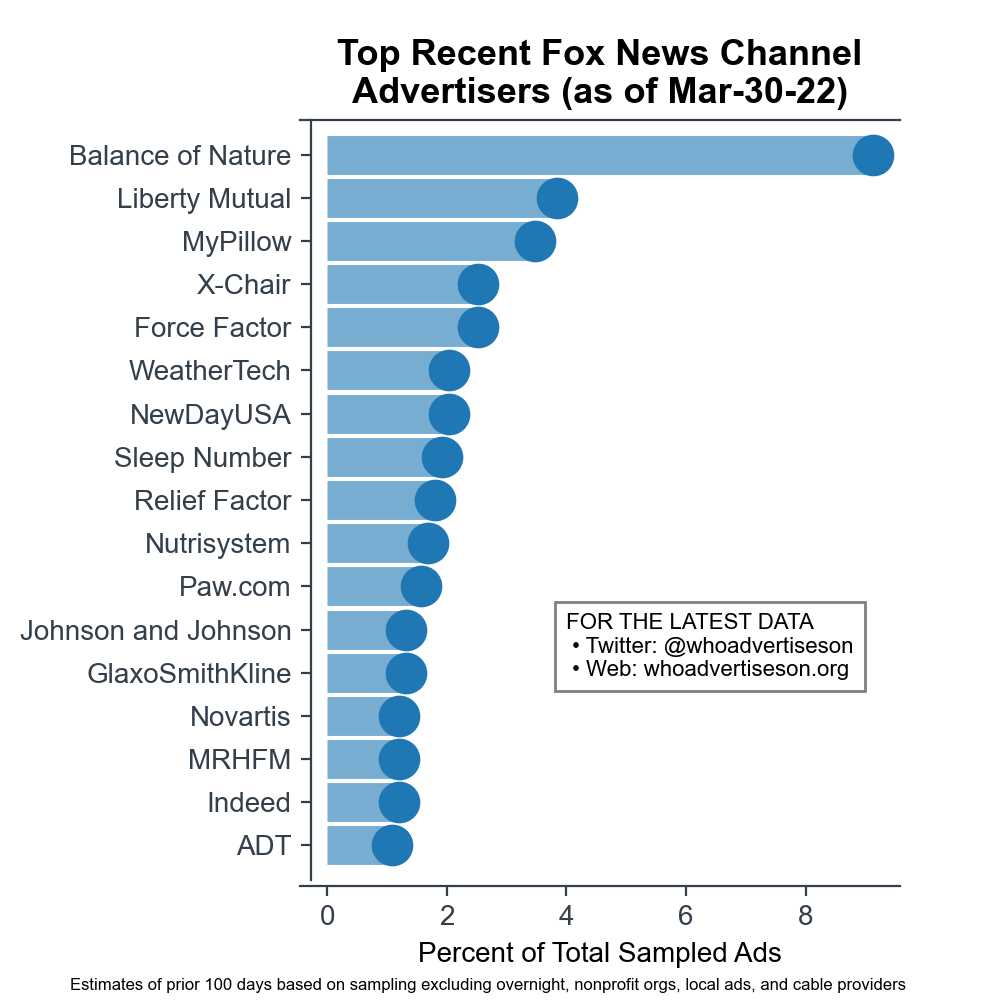 Top Recent Fox News Channel
Advertisers (as of Mar-30-22)
Balance of Nature
Liberty Mutual
MyPillow
X-Chair
Force Factor
WeatherTech
NewDayUSA
Sleep Number
Relief Factor
Nutrisystem
Paw.com
Johnson and Johnson
GlaxoSmithKline
Novartis
MRHFM
Indeed
ADT
FOR THE LATEST DATA
• Twitter: @whoadvertiseson
• Web: whoadvertiseson.org
0 2 4 6 8
Percent of Total Sampled Ads
Estimates of prior 100 days based on sampling excluding overnight, nonprofit orgs, local ads, and cable providers